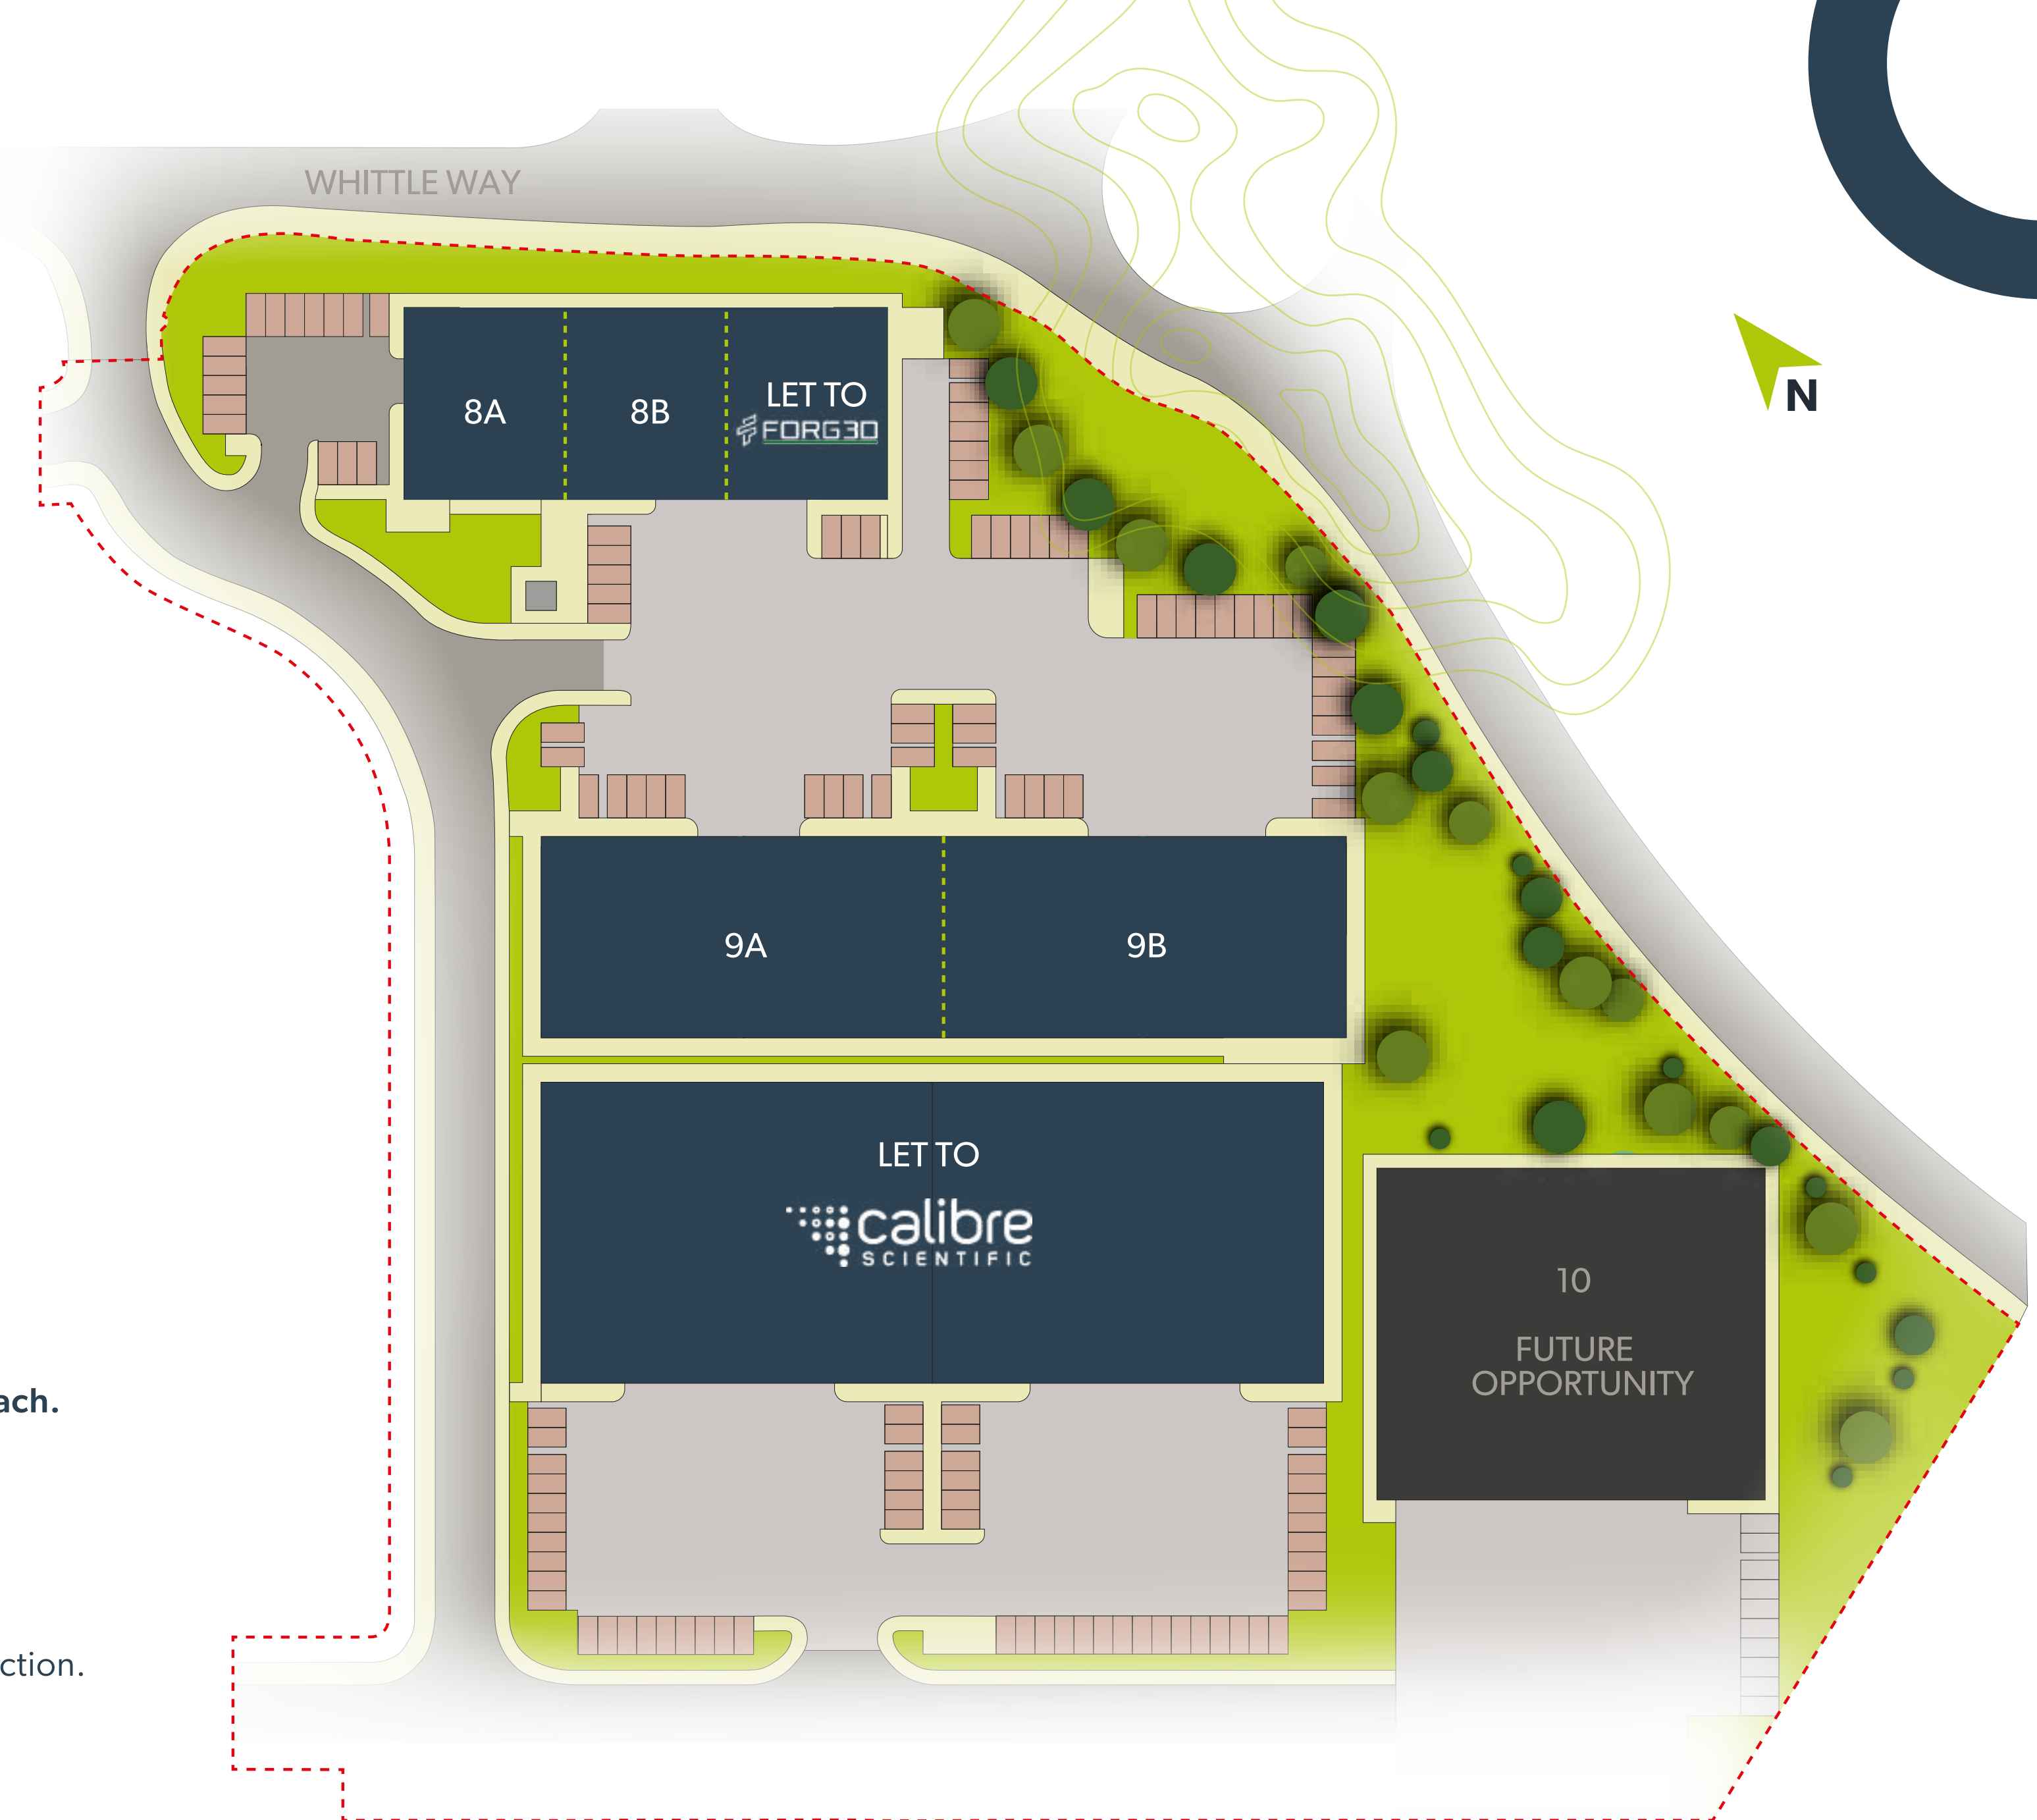 WHITTLE WAY
8A
8B
LET TO
FORG3D
N
9A
9B
LET TO
calibre
SCIENTIFIC
10
FUTURE
OPPORTUNITY
ach.
ction.